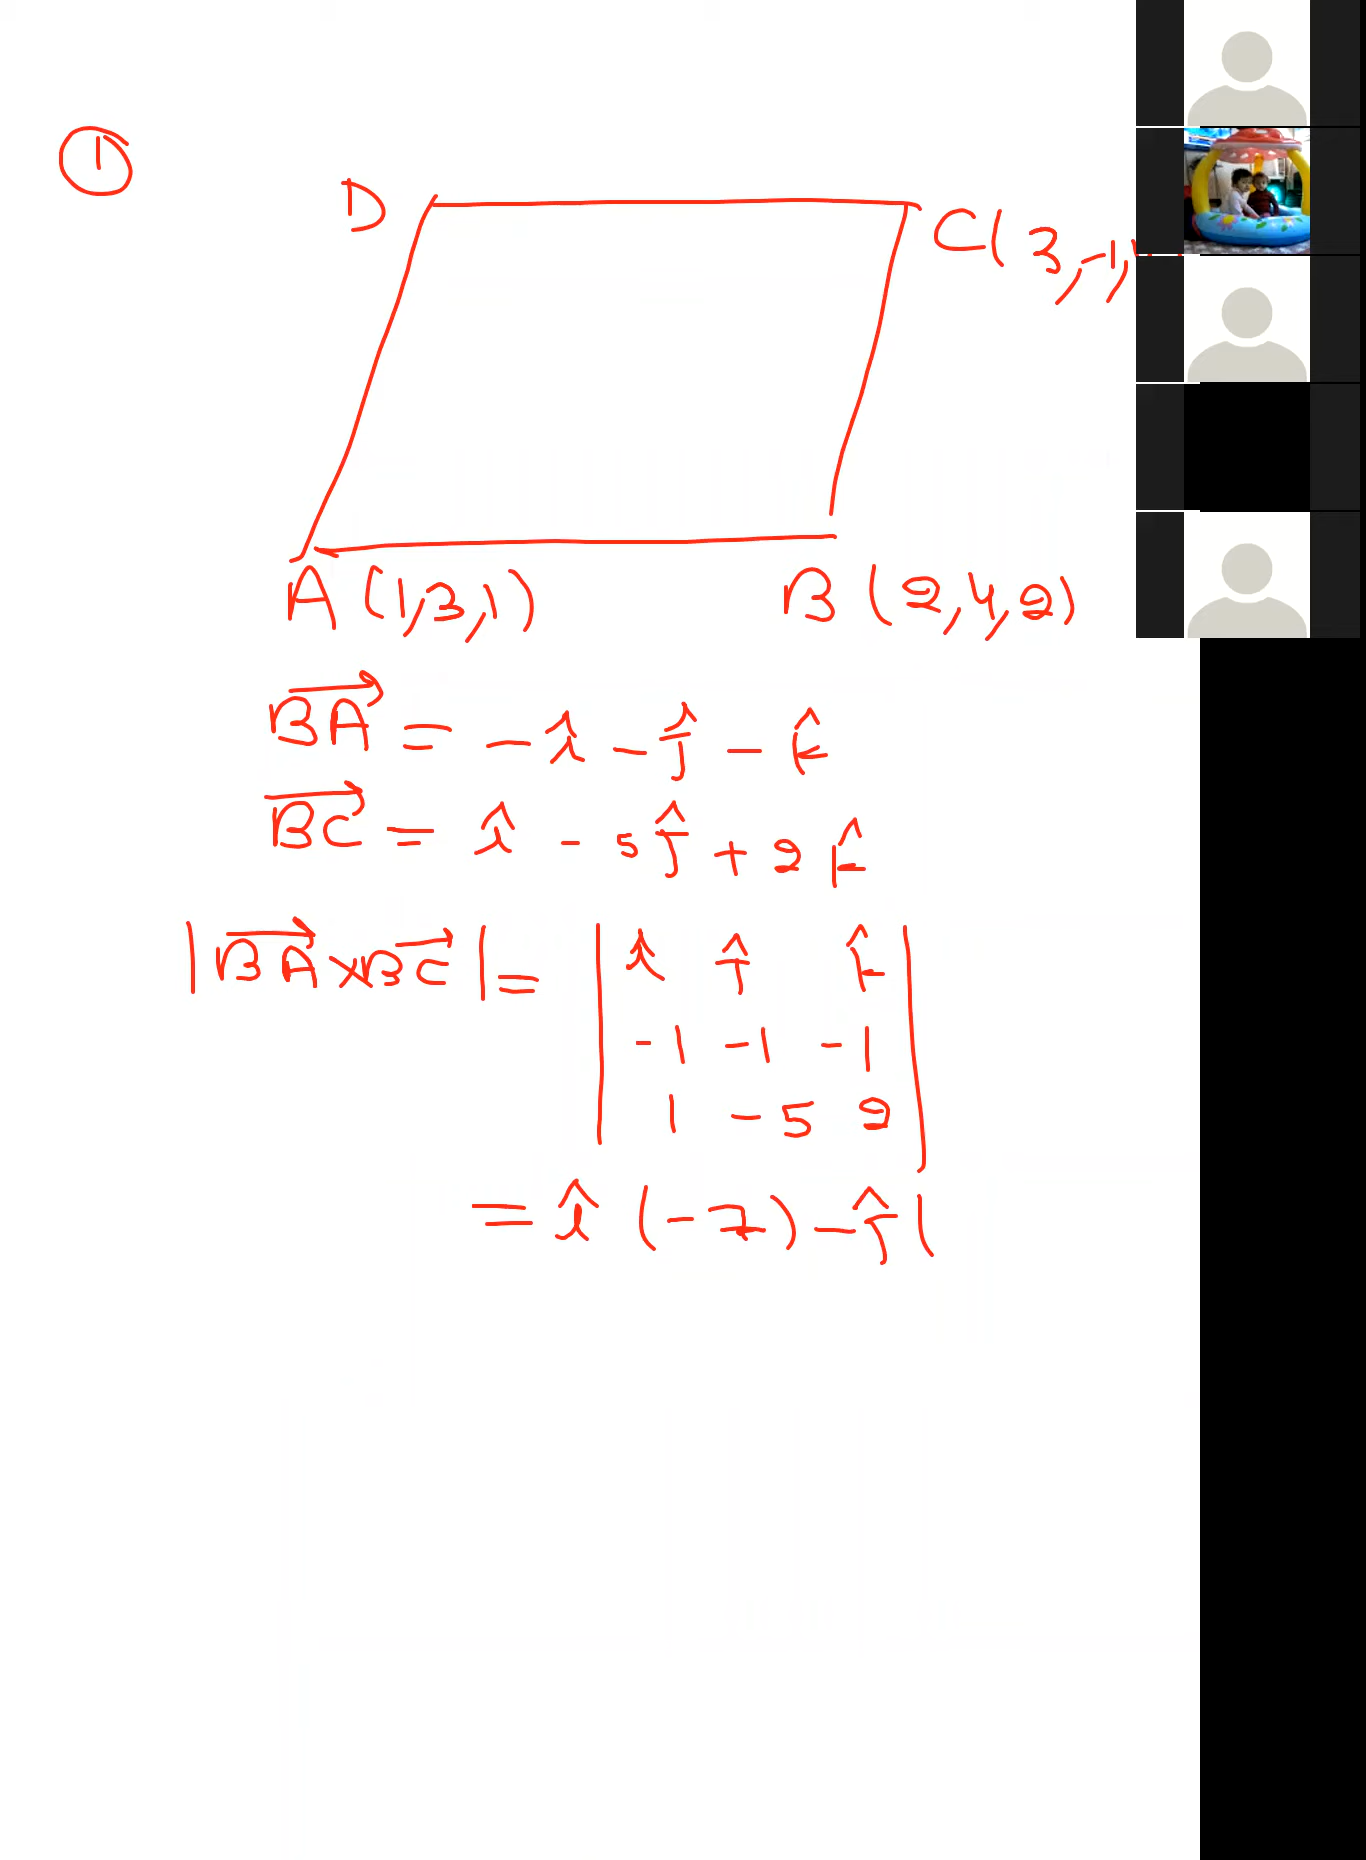 ①
D
C(3,-1,
A(1,3,1) B(2,4,2)
→BA = -î - ĵ - k̂
→BC = î - 5ĵ + 2k̂
|→BA×→BC| = | î ĵ k̂ |
-1 -1 -1
1 -5 2
= î(-7) - ĵ(